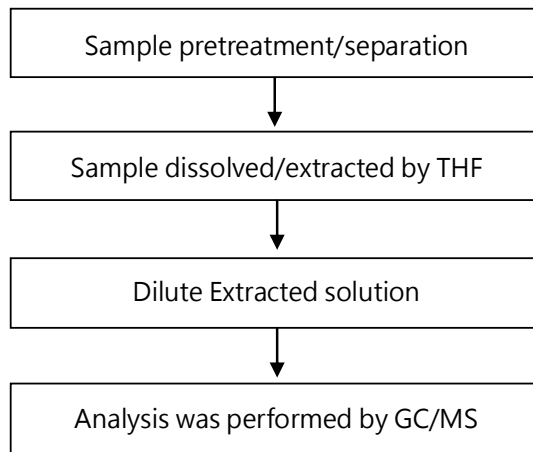 Sample pretreatment/separation
Sample dissolved/extracted by THF
Dilute Extracted solution
Analysis was performed by GC/MS